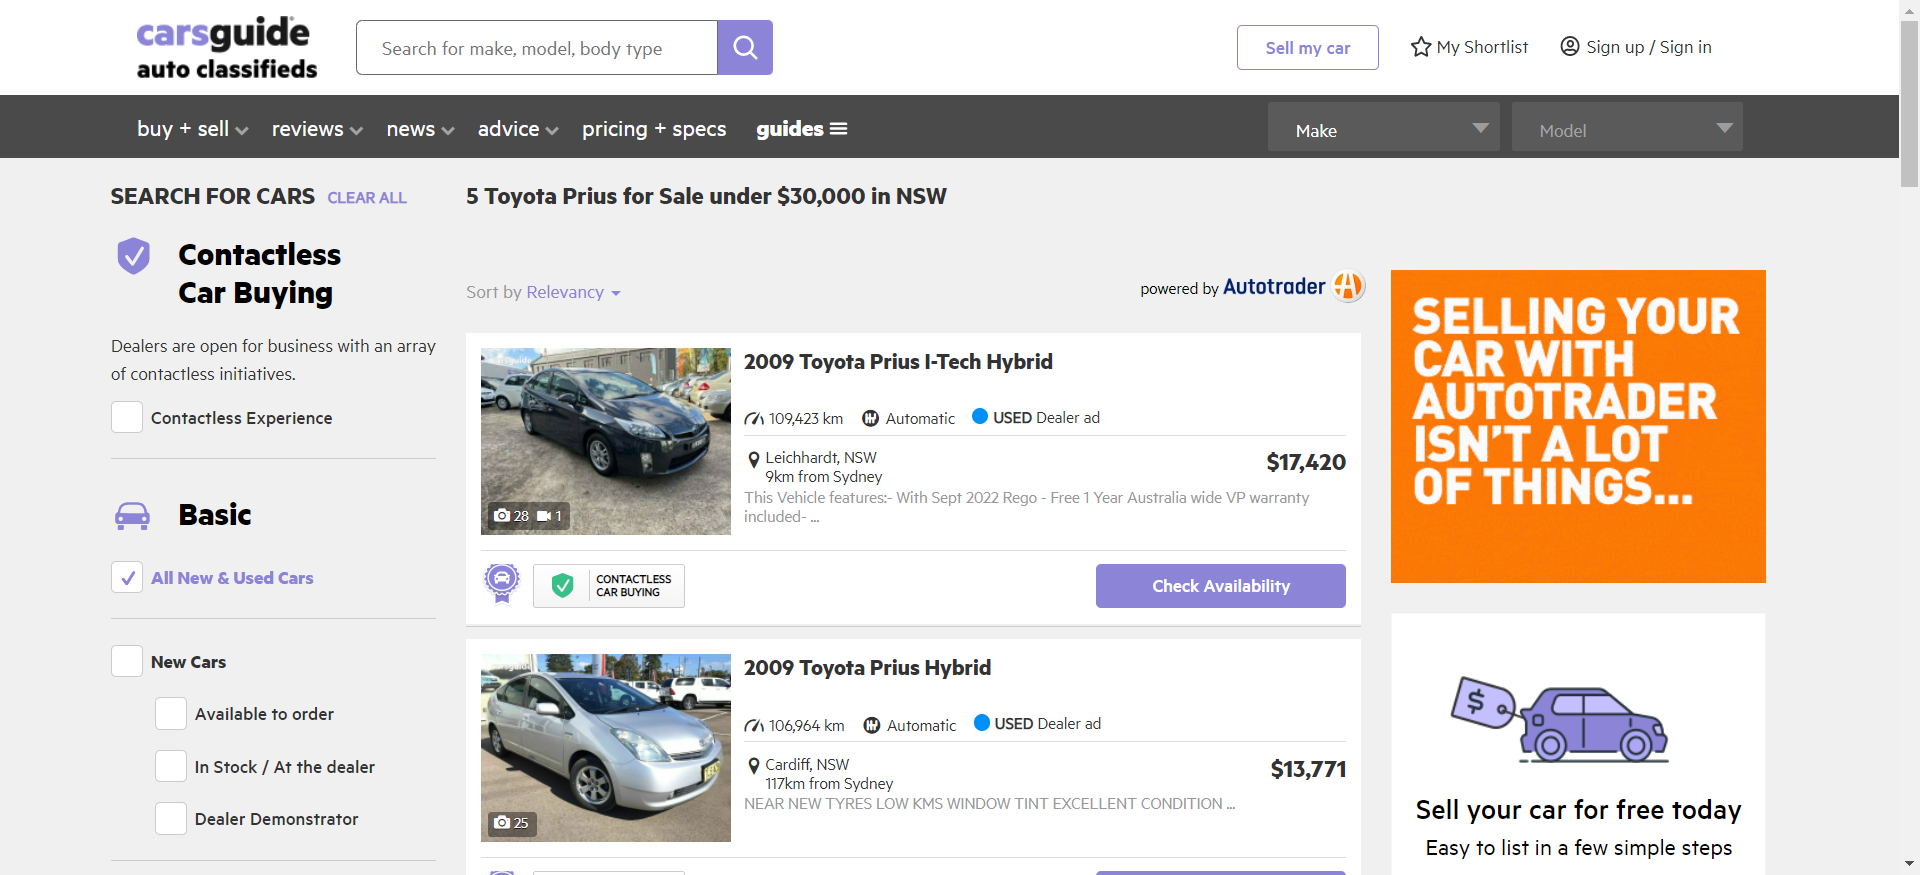 carsguide
auto classifieds
Search for make, model, body type
Sell my car
My Shortlist
Sign up / Sign in
buy + sell
reviews
news
advice
pricing + specs
guides
Make
Model
SEARCH FOR CARS
CLEAR ALL
5 Toyota Prius for Sale under $30,000 in NSW
Contactless
Car Buying
Dealers are open for business with an array
of contactless initiatives.
Contactless Experience
Basic
All New & Used Cars
New Cars
Available to order
In Stock / At the dealer
Dealer Demonstrator
Sort by Relevancy
powered by Autotrader
2009 Toyota Prius I-Tech Hybrid
109,423 km
Automatic
USED Dealer ad
Leichhardt, NSW
9km from Sydney
$17,420
This Vehicle features:- With Sept 2022 Rego - Free 1 Year Australia wide VP warranty
included- ...
28
1
CONTACTLESS
CAR BUYING
Check Availability
2009 Toyota Prius Hybrid
106,964 km
Automatic
USED Dealer ad
Cardiff, NSW
117km from Sydney
$13,771
NEAR NEW TYRES LOW KMS WINDOW TINT EXCELLENT CONDITION ...
25
SELLING YOUR
CAR WITH
AUTOTRADER
ISN'T A LOT
OF THINGS...
$
Sell your car for free today
Easy to list in a few simple steps